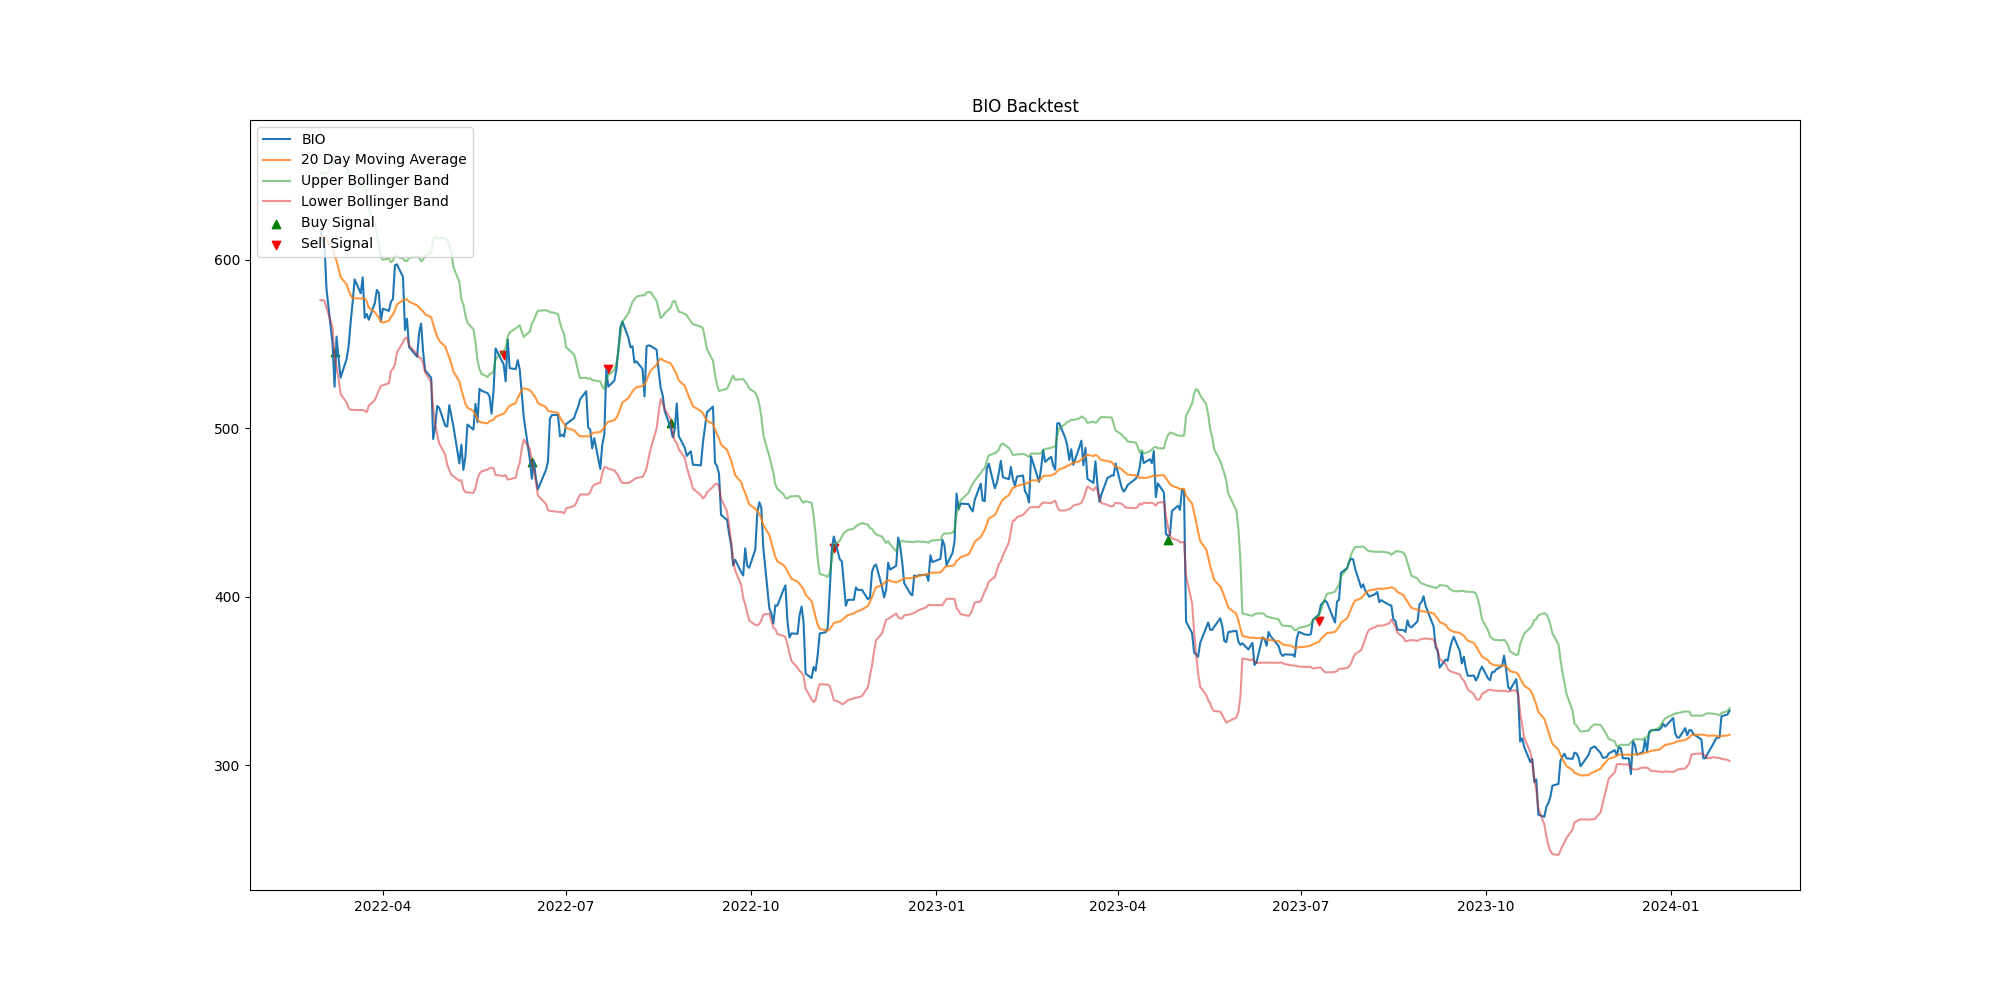 BIO Backtest
BIO
20 Day Moving Average
Upper Bollinger Band
Lower Bollinger Band
Buy Signal
Sell Signal
600
500
400
300
2022-04
2022-07
2022-10
2023-01
2023-04
2023-07
2023-10
2024-01